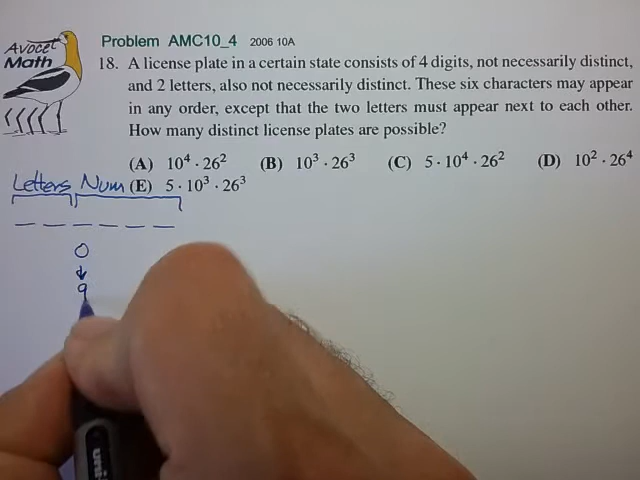 Avocet
Math
Problem AMC10_4 2006 10A
18. A license plate in a certain state consists of 4 digits, not necessarily distinct,
and 2 letters, also not necessarily distinct. These six characters may appear
in any order, except that the two letters must appear next to each other.
How many distinct license plates are possible?
(A) 10⁴ · 26² (B) 10³ · 26³ (C) 5 · 10⁴ · 26² (D) 10² · 26⁴
(E) 5 · 10³ · 26³
Letters Num
0
↓
9
uni